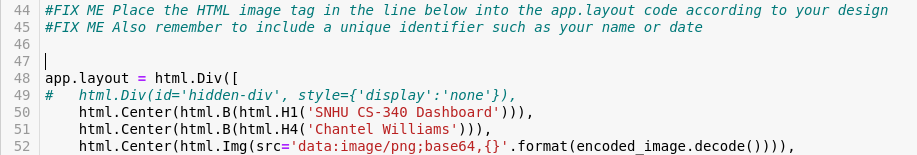 44 #FIX ME Place the HTML image tag in the line below into the app.layout code according to your design
45 #FIX ME Also remember to include a unique identifier such as your name or date
46
47
48 app.layout = html.Div([
49 #   html.Div(id='hidden-div', style={'display':'none'}),
50     html.Center(html.B(html.H1('SNHU CS-340 Dashboard'))),
51     html.Center(html.B(html.H4('Chantel Williams'))),
52     html.Center(html.Img(src='data:image/png;base64,{}'.format(encoded_image.decode()))),